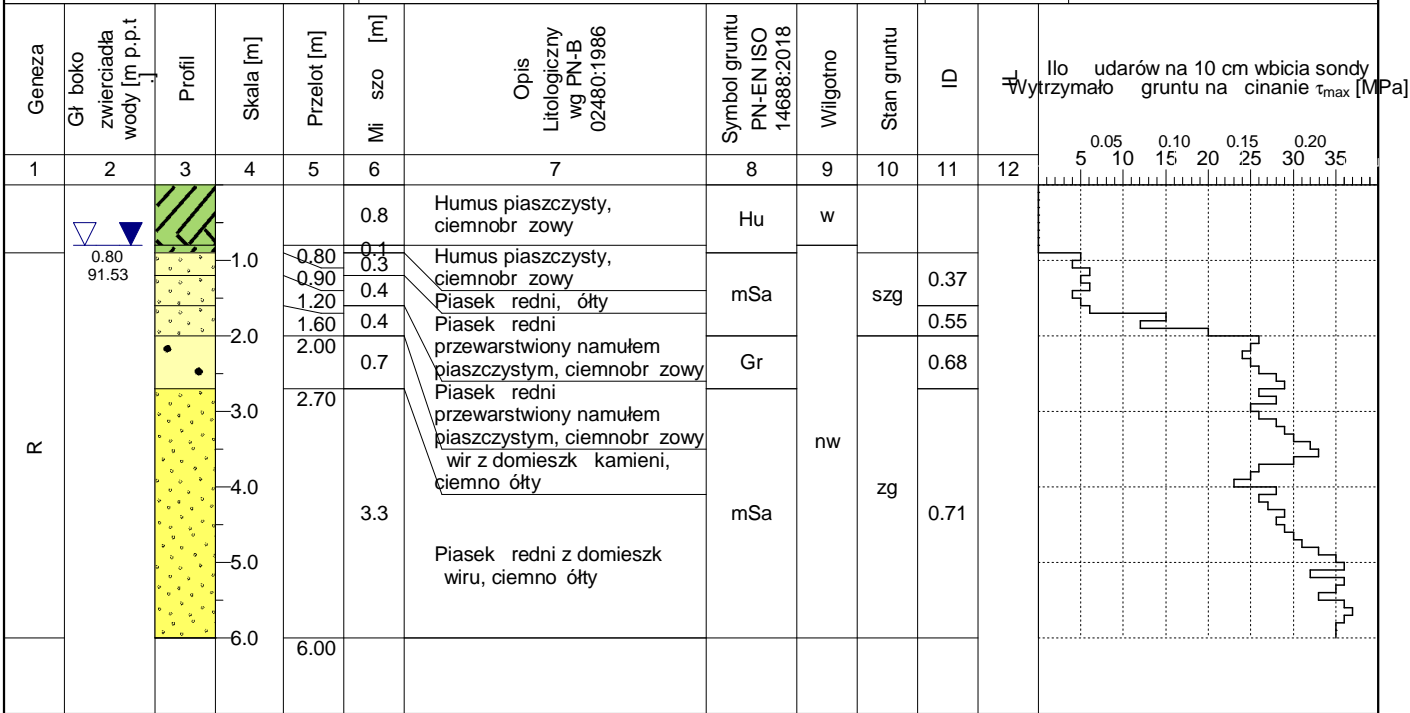 Geneza
Gł boko
zwierciadła
wody [m p.p.t
.]
Profil
Skala [m]
Przelot [m]
Mi szo [m]
Opis
Litologiczny
wg PN-B
02480:1986
Symbol gruntu
PN-EN ISO
14688:2018
Wilgotno
Stan gruntu
ID
IL
Ilo udarów na 10 cm wbicia sondy
Wytrzymało gruntu na cinanie τmax [MPa]
0.05 0.10 0.15 0.20
5 10 15 20 25 30 35
1 2 3 4 5 6 7 8 9 10 11 12
0.80
91.53
R
1.0
2.0
3.0
4.0
5.0
6.0
0.80
0.90
1.20
1.60
2.00
2.70
6.00
0.8
0.1
0.3
0.4
0.4
0.7
3.3
Humus piaszczysty,
ciemnobr zowy
Humus piaszczysty,
ciemnobr zowy
Piasek redni, ółty
Piasek redni
przewarstwiony namułem
piaszczystym, ciemnobr zowy
Piasek redni
przewarstwiony namułem
piaszczystym, ciemnobr zowy
wir z domieszk kamieni,
ciemno ółty
Piasek redni z domieszk
wiru, ciemno ółty
Hu
mSa
Gr
mSa
w
nw
szg
zg
0.37
0.55
0.68
0.71